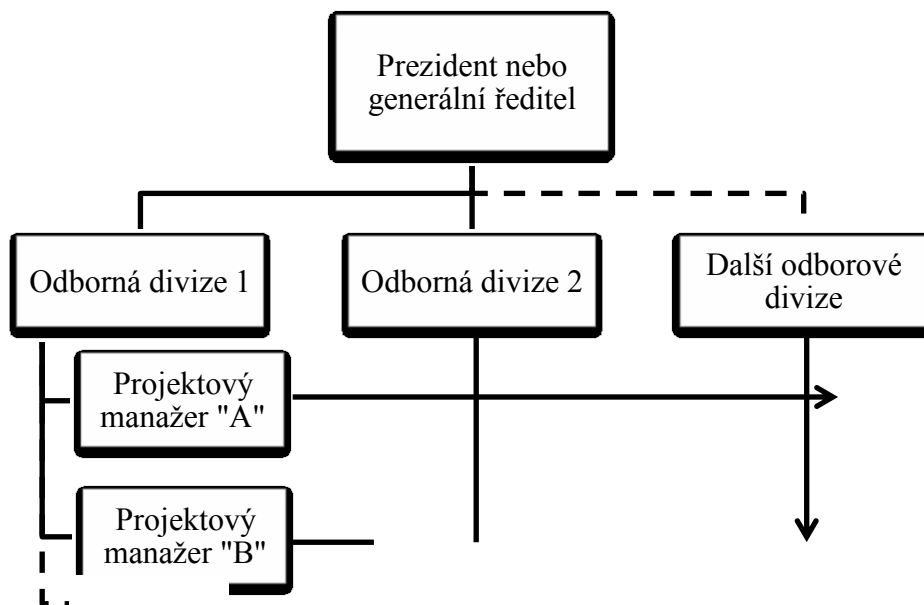 Prezident nebo
generální ředitel
Odborná divize 1
Odborná divize 2
Další odborové
divize
Projektový
manažer "A"
Projektový
manažer "B"